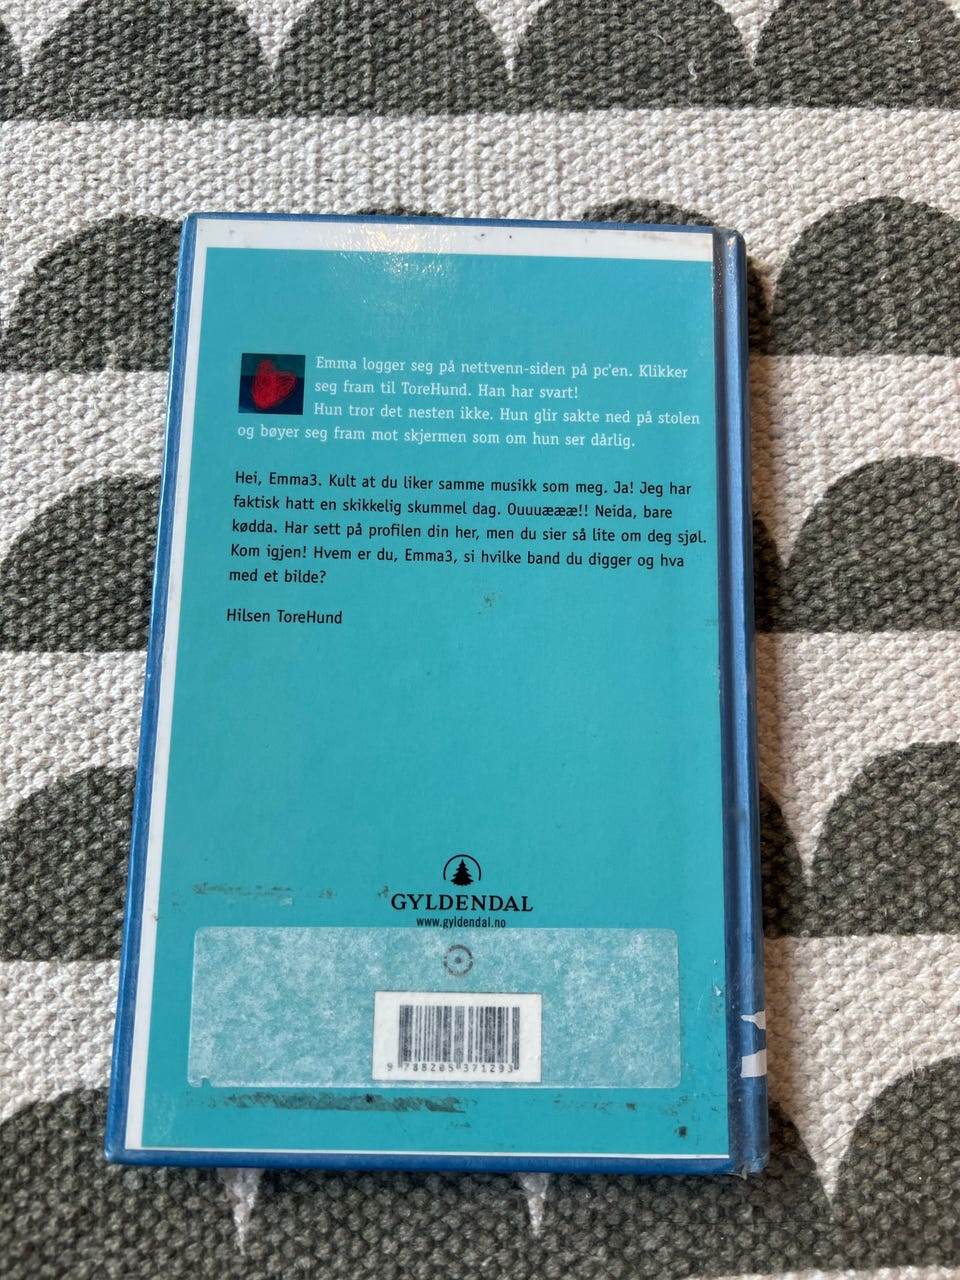 Emma logger seg på nettvenn-siden på pc'en. Klikker
seg fram til ToreHund. Han har svart!
Hun tror det nesten ikke. Hun glir sakte ned på stolen
og bøyer seg fram mot skjermen som om hun ser dårlig.
Hei, Emma3. Kult at du liker samme musikk som meg. Ja! Jeg har
faktisk hatt en skikkelig skummel dag. Ouuuæææ!! Neida, bare
kødda. Har sett på profilen din her, men du sier så lite om deg sjøl.
Kom igjen! Hvem er du, Emma3, si hvilke band du digger og hva
med et bilde?
Hilsen ToreHund
GYLDENDAL
www.gyldendal.no
9 788205 371293